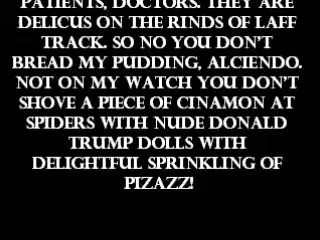 PATIENTS, DOCTORS. THEY ARE
DELICUS ON THE RINDS OF LAFF
TRACK. SO NO YOU DON'T
BREAD MY PUDDING, ALCIENDO.
NOT ON MY WATCH YOU DON'T
SHOVE A PIECE OF CINAMON AT
SPIDERS WITH NUDE DONALD
TRUMP DOLLS WITH
DELIGHTFUL SPRINKLING OF
PIZAZZ!